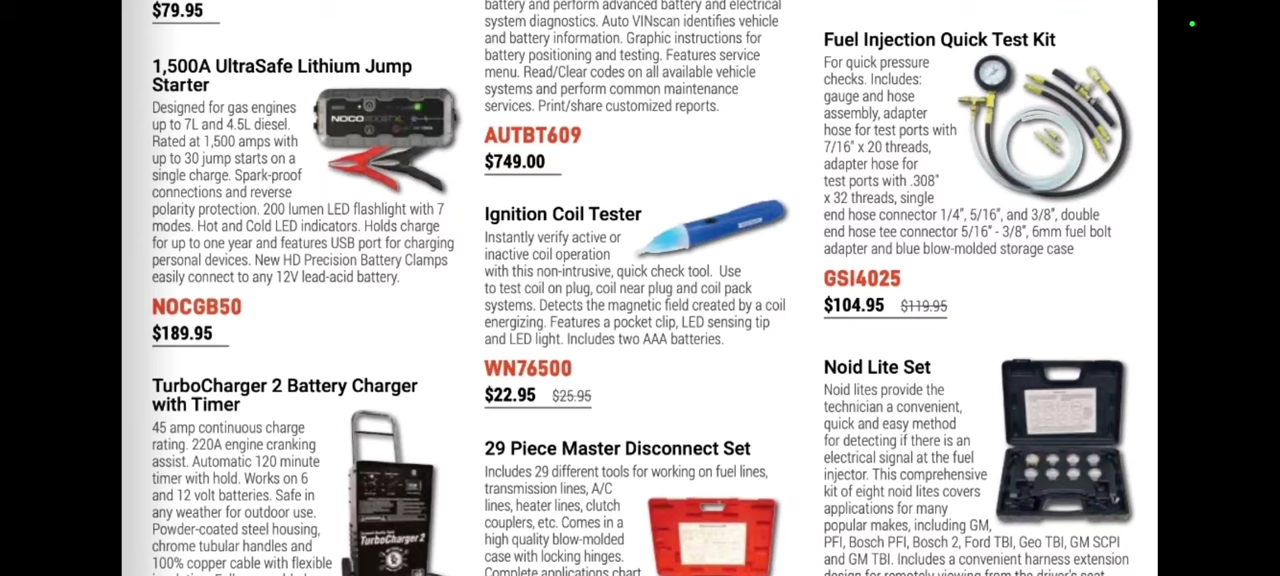 $79.95
1,500A UltraSafe Lithium Jump
Starter
Designed for gas engines
up to 7L and 4.5L diesel.
Rated at 1,500 amps with
up to 30 jump starts on a
single charge. Spark-proof
connections and reverse
polarity protection. 200 lumen LED flashlight with 7
modes. Hot and Cold LED indicators. Holds charge
for up to one year and features USB port for charging
personal devices. New HD Precision Battery Clamps
easily connect to any 12V lead-acid battery.
NOCGB50
$189.95
TurboCharger 2 Battery Charger
with Timer
45 amp continuous charge
rating. 220A engine cranking
assist. Automatic 120 minute
timer with hold. Works on 6
and 12 volt batteries. Safe in
any weather for outdoor use.
Powder-coated steel housing,
chrome tubular handles and
100% copper cable with flexible
TurboCharger 2
battery and perform advanced battery and electrical
system diagnostics. Auto VINscan identifies vehicle
and battery information. Graphic instructions for
battery positioning and testing. Features service
menu. Read/Clear codes on all available vehicle
systems and perform common maintenance
services. Print/share customized reports.
AUTBT609
$749.00
Ignition Coil Tester
Instantly verify active or
inactive coil operation
with this non-intrusive, quick check tool. Use
to test coil on plug, coil near plug and coil pack
systems. Detects the magnetic field created by a coil
energizing. Features a pocket clip, LED sensing tip
and LED light. Includes two AAA batteries.
WN76500
$22.95 $25.95
29 Piece Master Disconnect Set
Includes 29 different tools for working on fuel lines,
transmission lines, A/C
lines, heater lines, clutch
couplers, etc. Comes in a
high quality blow-molded
case with locking hinges.
Complete applications chart
Fuel Injection Quick Test Kit
For quick pressure
checks. Includes:
gauge and hose
assembly, adapter
hose for test ports with
7/16" x 20 threads,
adapter hose for
test ports with .308"
x 32 threads, single
end hose connector 1/4", 5/16", and 3/8", double
end hose tee connector 5/16" - 3/8", 6mm fuel bolt
adapter and blue blow-molded storage case
GSI4025
$104.95 $119.95
Noid Lite Set
Noid lites provide the
technician a convenient,
quick and easy method
for detecting if there is an
electrical signal at the fuel
injector. This comprehensive
kit of eight noid lites covers
applications for many
popular makes, including GM,
PFI, Bosch PFI, Bosch 2, Ford TBI, Geo TBI, GM SCPI
and GM TBI. Includes a convenient harness extension
design for remotely viewing from the driver's seat